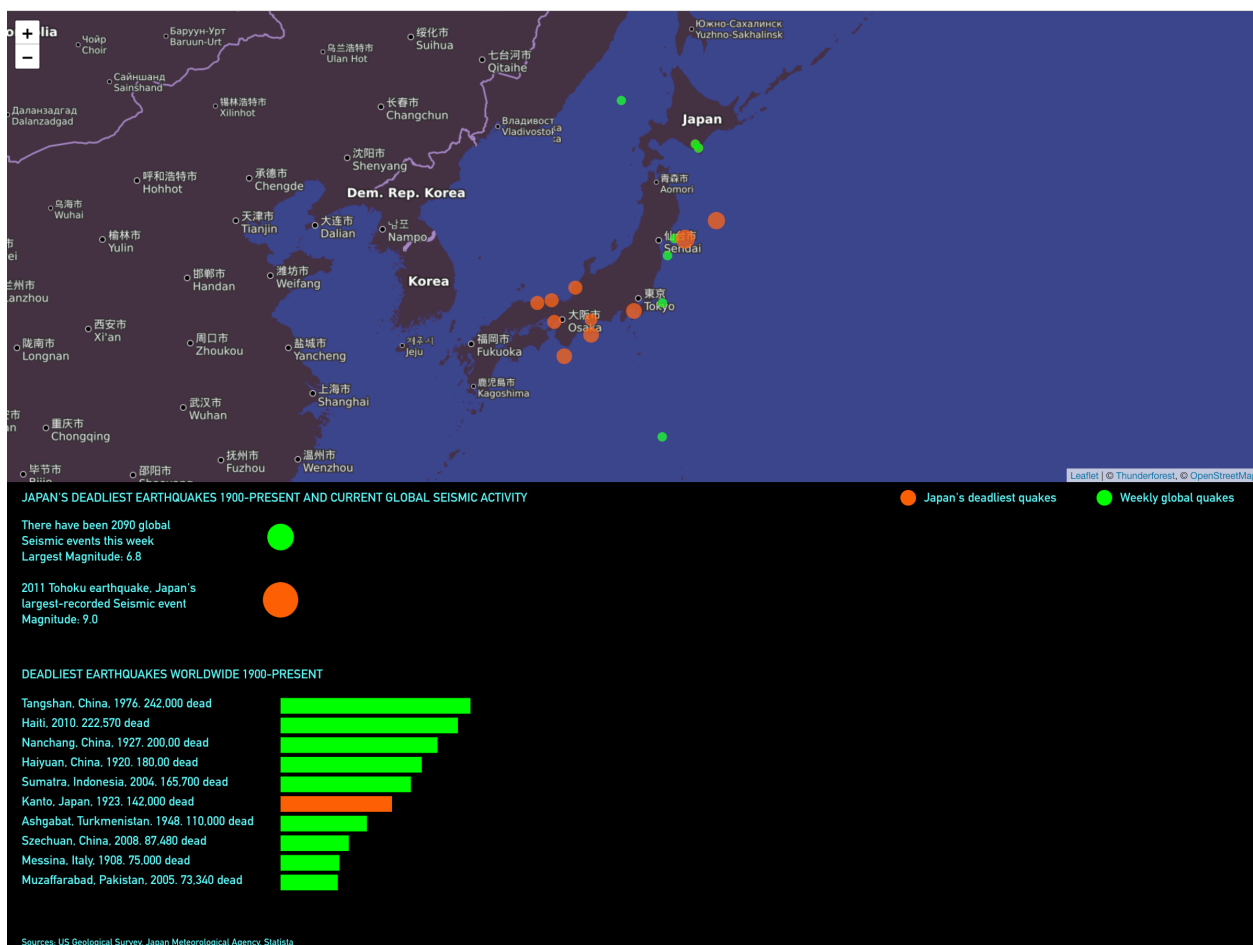 +
olia
−
Чойр
Choir
Баруун-Урт
Baruun-Urt
乌兰浩特市
Ulan Hot
绥化市
Suihua
七台河市
Qitaihe
Южно-Сахалинск
Yuzhno-Sakhalinsk
Сайншанд
Sainshand
Даланзадгад
Dalanzadgad
锡林浩特市
Xilinhot
长春市
Changchun
Владивост
Vladivostok
Japan
沈阳市
Shenyang
呼和浩特市
Hohhot
承德市
Chengde
Dem. Rep. Korea
青森市
Aomori
乌海市
Wuhai
天津市
Tianjin
大连市
Dalian
남포
Nampo
榆林市
Yulin
仙台市
Sendai
邯郸市
Handan
潍坊市
Weifang
Korea
兰州市
Lanzhou
東京
Tokyo
西安市
Xi'an
周口市
Zhoukou
盐城市
Yancheng
제주시
Jeju
福岡市
Fukuoka
大阪市
Osaka
陇南市
Longnan
上海市
Shanghai
鹿児島市
Kagoshima
武汉市
Wuhan
重庆市
Chongqing
抚州市
Fuzhou
温州市
Wenzhou
毕节市
邵阳市
Leaflet | © Thunderforest, © OpenStreetMap
JAPAN'S DEADLIEST EARTHQUAKES 1900-PRESENT AND CURRENT GLOBAL SEISMIC ACTIVITY
Japan's deadliest quakes
Weekly global quakes
There have been 2090 global
Seismic events this week
Largest Magnitude: 6.8
2011 Tohoku earthquake, Japan's
largest-recorded Seismic event
Magnitude: 9.0
DEADLIEST EARTHQUAKES WORLDWIDE 1900-PRESENT
Tangshan, China, 1976. 242,000 dead
Haiti, 2010. 222,570 dead
Nanchang, China, 1927. 200,00 dead
Haiyuan, China, 1920. 180,00 dead
Sumatra, Indonesia, 2004. 165,700 dead
Kanto, Japan, 1923. 142,000 dead
Ashgabat, Turkmenistan. 1948. 110,000 dead
Szechuan, China, 2008. 87,480 dead
Messina, Italy, 1908. 75,000 dead
Muzaffarabad, Pakistan, 2005. 73,340 dead
Sources: US Geological Survey, Japan Meteorological Agency, Statista